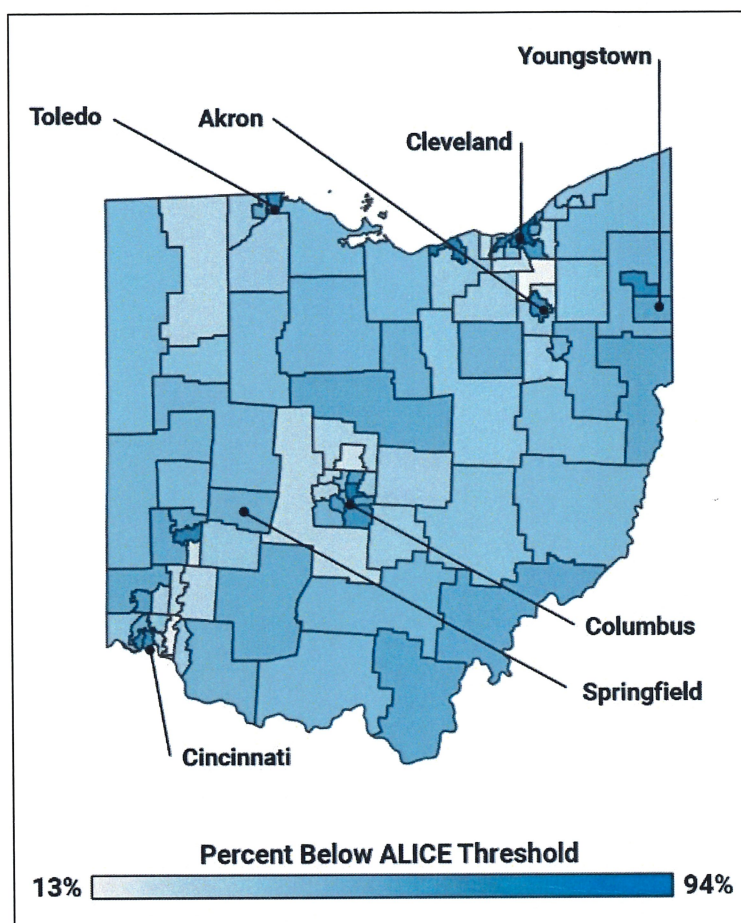 Youngstown
Toledo
Akron
Cleveland
Columbus
Springfield
Cincinnati
Percent Below ALICE Threshold
13%
94%